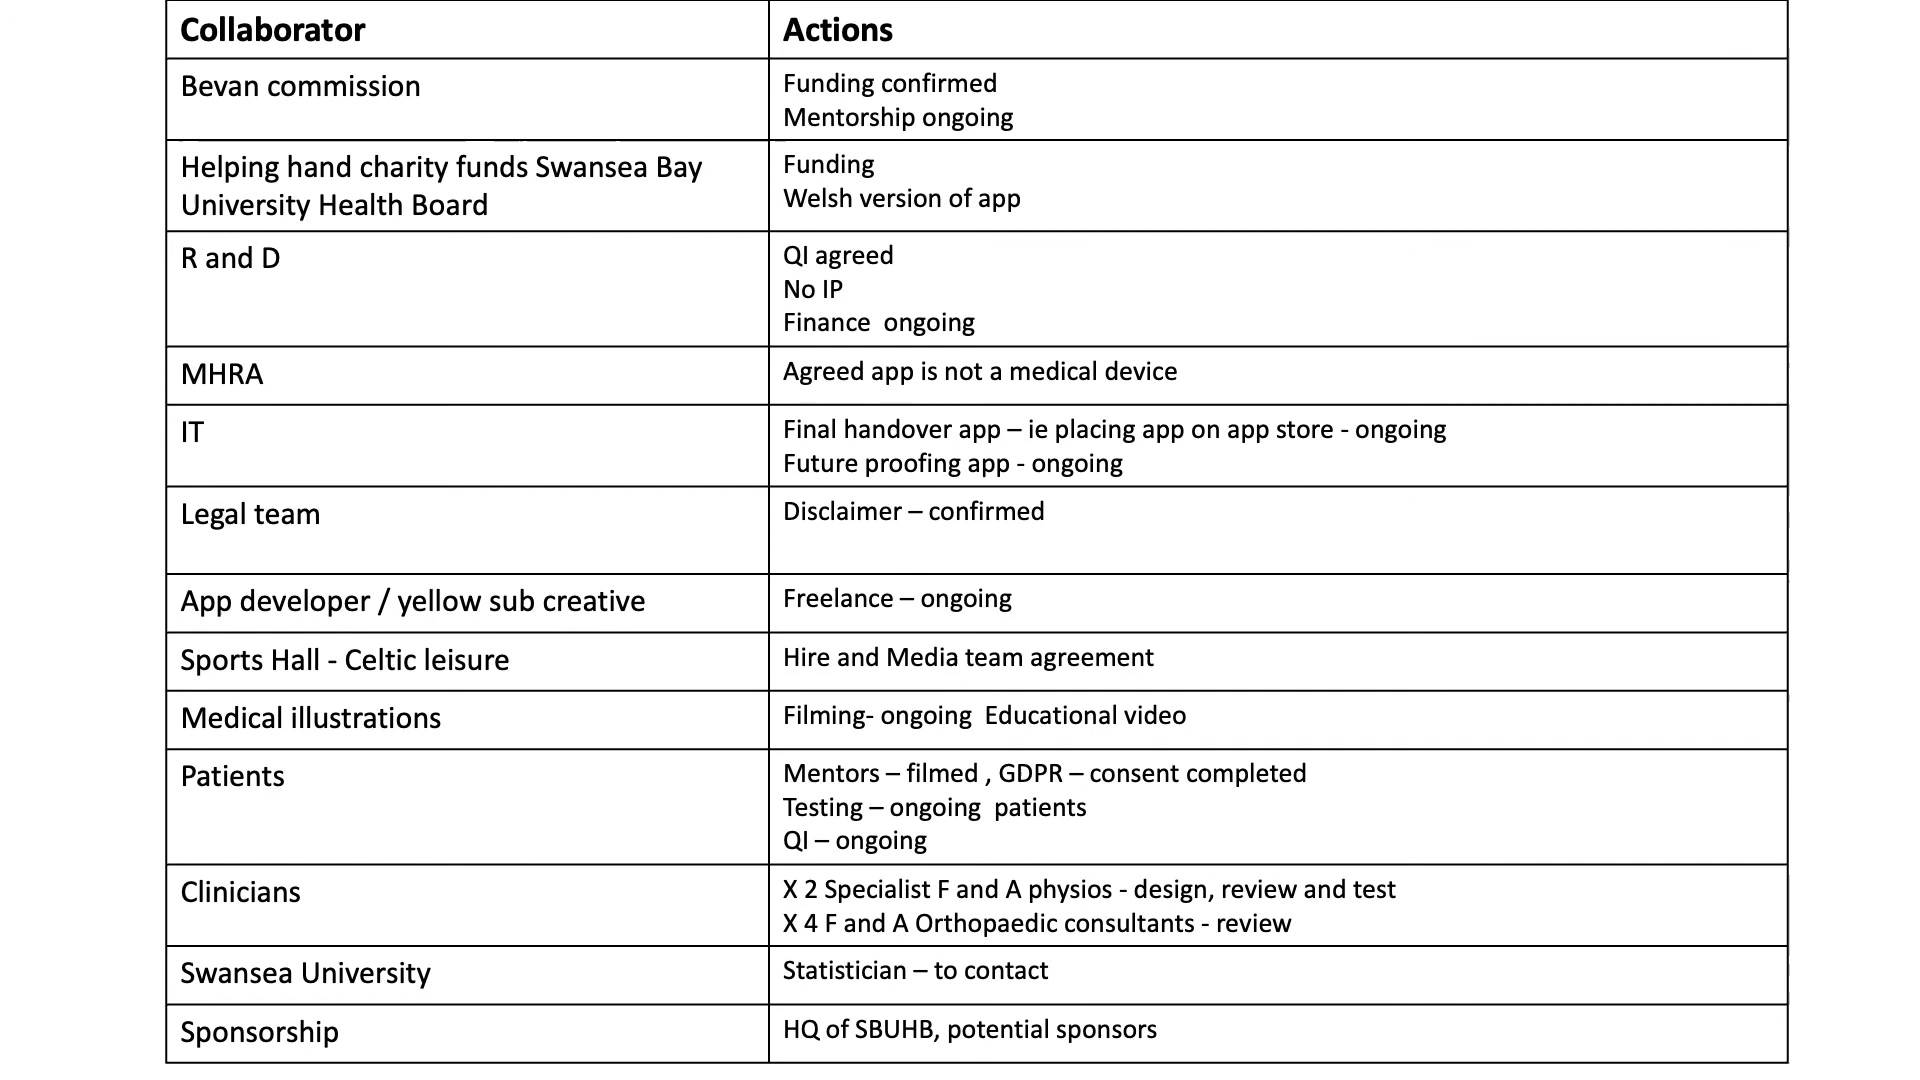 Collaborator
Actions
Bevan commission
Funding confirmed
Mentorship ongoing
Helping hand charity funds Swansea Bay
University Health Board
Funding
Welsh version of app
R and D
QI agreed
No IP
Finance  ongoing
MHRA
Agreed app is not a medical device
IT
Final handover app – ie placing app on app store - ongoing
Future proofing app - ongoing
Legal team
Disclaimer – confirmed
App developer / yellow sub creative
Freelance – ongoing
Sports Hall - Celtic leisure
Hire and Media team agreement
Medical illustrations
Filming- ongoing  Educational video
Patients
Mentors – filmed , GDPR – consent completed
Testing – ongoing  patients
QI – ongoing
Clinicians
X 2 Specialist F and A physios - design, review and test
X 4 F and A Orthopaedic consultants - review
Swansea University
Statistician – to contact
Sponsorship
HQ of SBUHB, potential sponsors